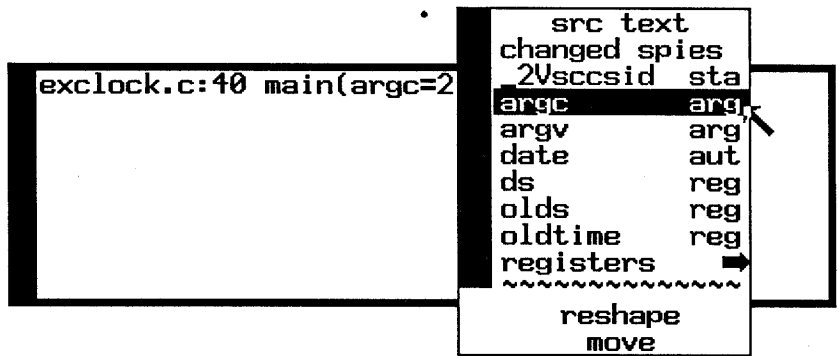 exclock.c:40 main(argc=2
src text
changed spies
_2Vsccsid sta
argc arg
argv arg
date aut
ds reg
olds reg
oldtime reg
registers
~~~~~~~~~~~~~~
reshape
move